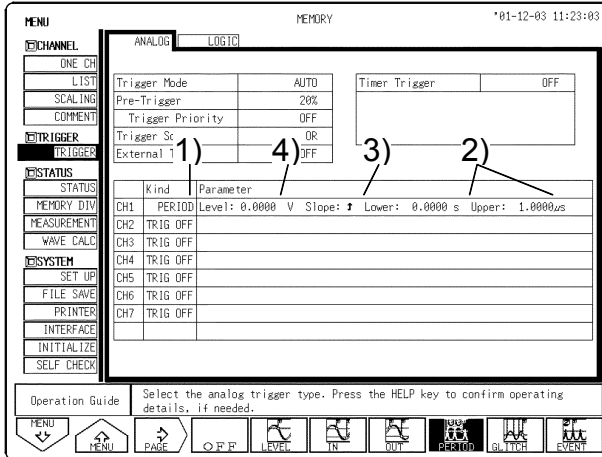 MENU
MEMORY
'01-12-03 11:23:03
CHANNEL
ONE CH
LIST
SCALING
COMMENT
TRIGGER
TRIGGER
STATUS
STATUS
MEMORY DIV
MEASUREMENT
WAVE CALC
SYSTEM
SET UP
FILE SAVE
PRINTER
INTERFACE
INITIALIZE
SELF CHECK
ANALOG LOGIC
Trigger Mode AUTO
Pre-Trigger 20%
Trigger Priority OFF
Trigger So OR
External T OFF
Timer Trigger OFF
1) 4) 3) 2)
Kind Parameter
CH1 PERIOD Level: 0.0000 V Slope: ↑ Lower: 0.0000 s Upper: 1.0000µs
CH2 TRIG OFF
CH3 TRIG OFF
CH4 TRIG OFF
CH5 TRIG OFF
CH6 TRIG OFF
CH7 TRIG OFF
Operation Guide
Select the analog trigger type. Press the HELP key to confirm operating
details, if needed.
MENU MENU PAGE OFF LEVEL IN OUT PERIOD GLITCH EVENT